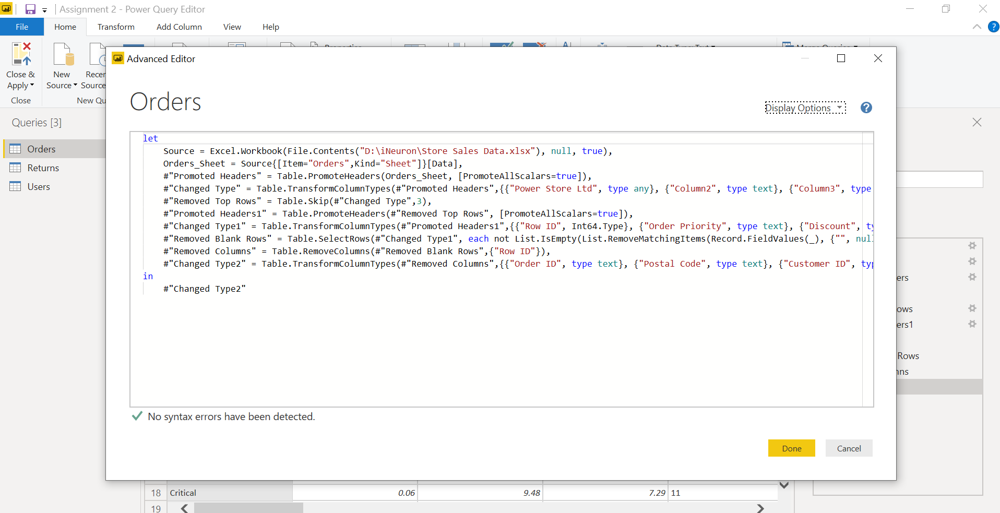 Assignment 2 - Power Query Editor
File Home Transform Add Column View Help
Close & Apply
New Source
Close
Queries [3]
Orders
Returns
Users
Advanced Editor
Orders
Display Options
let
Source = Excel.Workbook(File.Contents("D:\iNeuron\Store Sales Data.xlsx"), null, true),
Orders_Sheet = Source{[Item="Orders",Kind="Sheet"]}[Data],
#"Promoted Headers" = Table.PromoteHeaders(Orders_Sheet, [PromoteAllScalars=true]),
#"Changed Type" = Table.TransformColumnTypes(#"Promoted Headers",{{"Power Store Ltd", type any}, {"Column2", type text}, {"Column3", type
#"Removed Top Rows" = Table.Skip(#"Changed Type",3),
#"Promoted Headers1" = Table.PromoteHeaders(#"Removed Top Rows", [PromoteAllScalars=true]),
#"Changed Type1" = Table.TransformColumnTypes(#"Promoted Headers1",{{"Row ID", Int64.Type}, {"Order Priority", type text}, {"Discount", ty
#"Removed Blank Rows" = Table.SelectRows(#"Changed Type1", each not List.IsEmpty(List.RemoveMatchingItems(Record.FieldValues(_), {"", null
#"Removed Columns" = Table.RemoveColumns(#"Removed Blank Rows",{"Row ID"}),
#"Changed Type2" = Table.TransformColumnTypes(#"Removed Columns",{{"Order ID", type text}, {"Postal Code", type text}, {"Customer ID", typ
in
#"Changed Type2"
No syntax errors have been detected.
Done Cancel
ers
ows
ers1
Rows
18 Critical 0.06 9.48 7.29 11
19